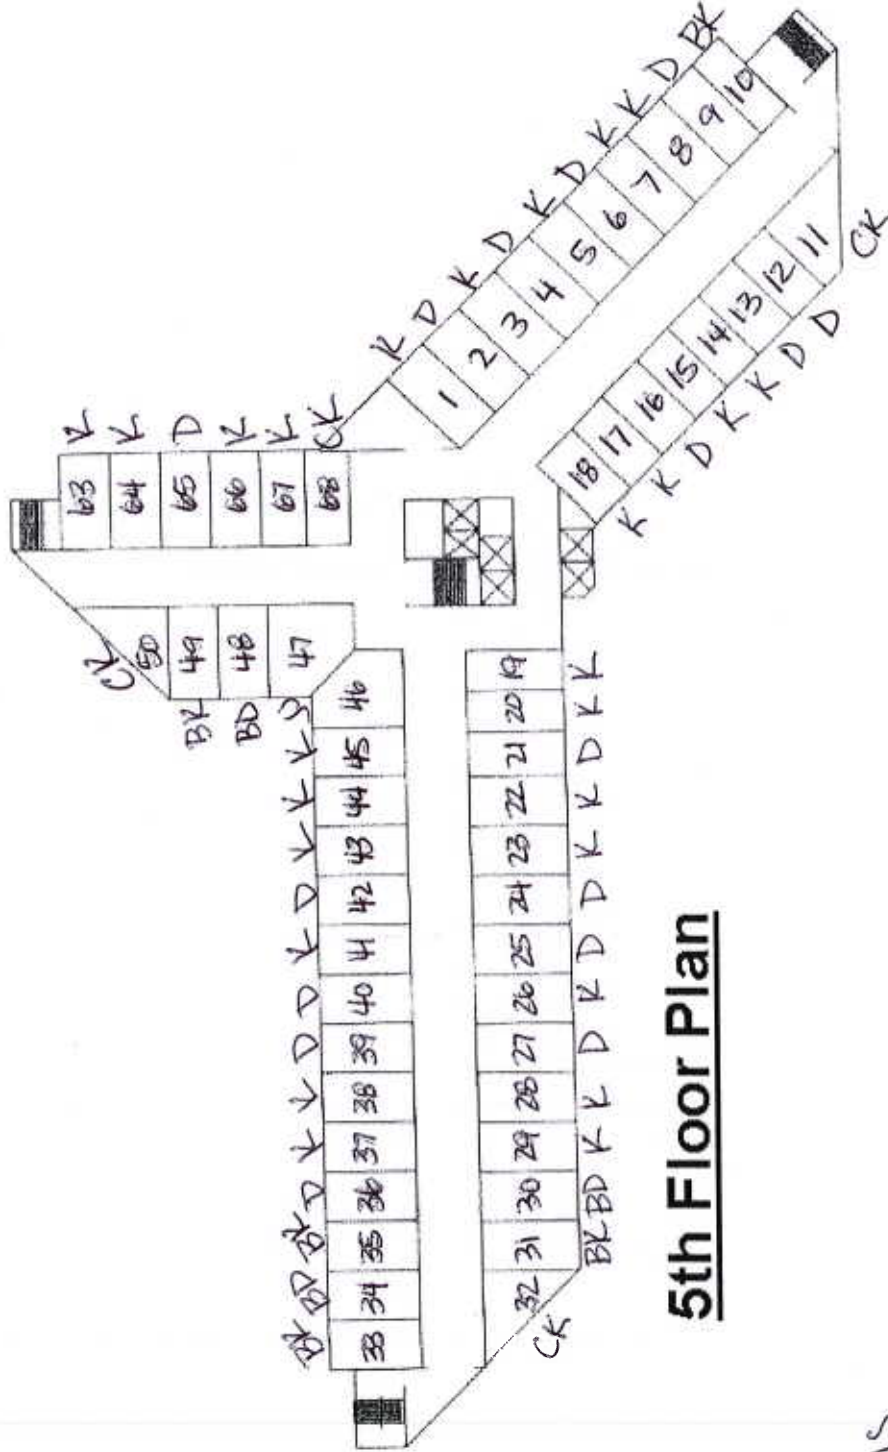 CK
BK
BD
50
49
48
47
K
K
D
K
K
CK
63
64
65
66
67
68
BK BD BK D K K D D K D K K K
33 34 35 36 37 38 39 40 41 42 43 44 45 46
32 31 30 29 28 27 26 25 24 23 22 21 20 19
CK BK BD K K D K D D K K D K K
K D K D K D K K D BK
1 2 3 4 5 6 7 8 9 10
18 17 16 15 14 13 12 11
K K D K K D D CK
5th Floor Plan